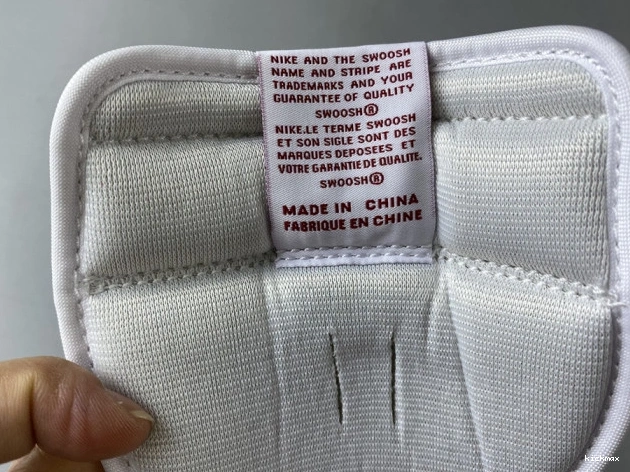 NIKE AND THE SWOOSH
NAME AND STRIPE ARE
TRADEMARKS AND YOUR
GUARANTEE OF QUALITY
SWOOSH®
NIKE.LE TERME SWOOSH
ET SON SIGLE SONT DES
MARQUES DEPOSEES ET
VOTRE GARANTIE DE QUALITE.
SWOOSH®
MADE IN CHINA
FABRIQUE EN CHINE